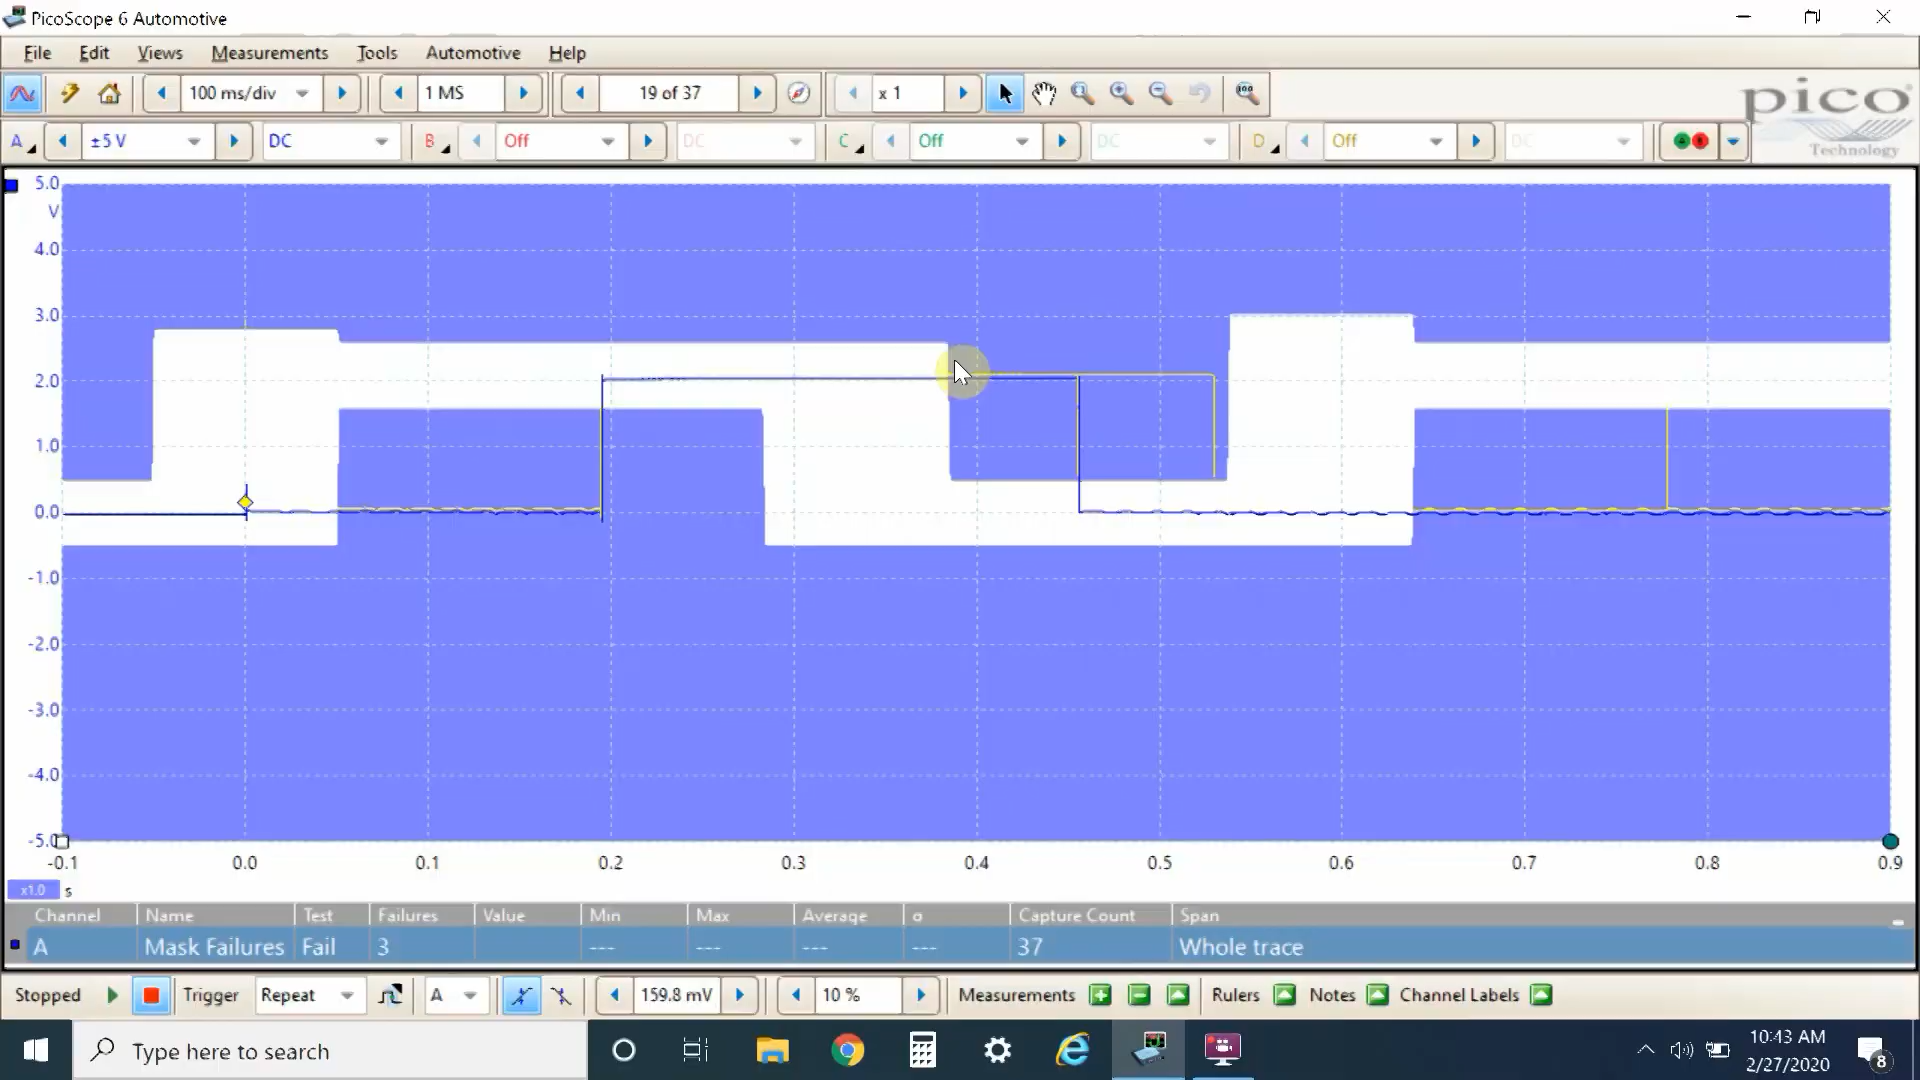 PicoScope 6 Automotive
File Edit Views Measurements Tools Automotive Help
100 ms/div 1 MS 19 of 37 x 1
pico
Technology
A ±5 V DC B Off DC C Off DC D Off DC
5.0
V
4.0
3.0
2.0
1.0
0.0
-1.0
-2.0
-3.0
-4.0
-5.0
-0.1 0.0 0.1 0.2 0.3 0.4 0.5 0.6 0.7 0.8 0.9
x1.0 s
Channel Name Test Failures Value Min Max Average σ Capture Count Span
A Mask Failures Fail 3 --- --- --- --- 37 Whole trace
Stopped Trigger Repeat A 159.8 mV 10 % Measurements Rulers Notes Channel Labels
Type here to search
10:43 AM
2/27/2020
8